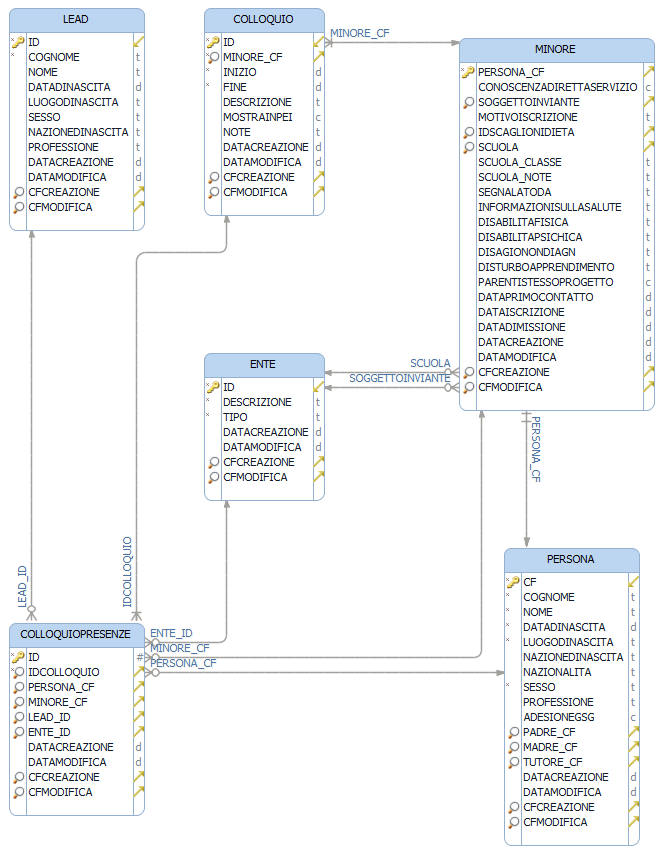 LEAD
ID
COGNOME t
NOME t
DATADINASCITA d
LUOGODINASCITA t
SESSO t
NAZIONEDINASCITA t
PROFESSIONE t
DATACREAZIONE d
DATAMODIFICA d
CFCREAZIONE
CFMODIFICA
COLLOQUIO
ID
MINORE_CF
INIZIO d
FINE d
DESCRIZIONE t
MOSTRAINPEI c
NOTE t
DATACREAZIONE d
DATAMODIFICA d
CFCREAZIONE
CFMODIFICA
MINORE_CF
MINORE
PERSONA_CF
CONOSCENZADIRETTASERVIZIO c
SOGGETTOINVIANTE
MOTIVOISCRIZIONE t
IDSCAGLIONIDIETA
SCUOLA
SCUOLA_CLASSE t
SCUOLA_NOTE t
SEGNALATODA t
INFORMAZIONISULLASALUTE t
DISABILITAFISICA t
DISABILITAPSICHICA t
DISAGIONONDIAGN t
DISTURBOAPPRENDIMENTO t
PARENTISTESSOPROGETTO c
DATAPRIMOCONTATTO d
DATAISCRIZIONE d
DATADIMISSIONE d
DATACREAZIONE d
DATAMODIFICA d
CFCREAZIONE
CFMODIFICA
SCUOLA
SOGGETTOINVIANTE
ENTE
ID
DESCRIZIONE t
TIPO t
DATACREAZIONE d
DATAMODIFICA d
CFCREAZIONE
CFMODIFICA
PERSONA_CF
LEAD_ID
IDCOLLOQUIO
ENTE_ID
MINORE_CF
PERSONA_CF
COLLOQUIOPRESENZE
ID #
IDCOLLOQUIO
PERSONA_CF
MINORE_CF
LEAD_ID
ENTE_ID
DATACREAZIONE d
DATAMODIFICA d
CFCREAZIONE
CFMODIFICA
PERSONA
CF
COGNOME t
NOME t
DATADINASCITA d
LUOGODINASCITA t
NAZIONEDINASCITA t
NAZIONALITA t
SESSO t
PROFESSIONE t
ADESIONEGSG c
PADRE_CF
MADRE_CF
TUTORE_CF
DATACREAZIONE d
DATAMODIFICA d
CFCREAZIONE
CFMODIFICA